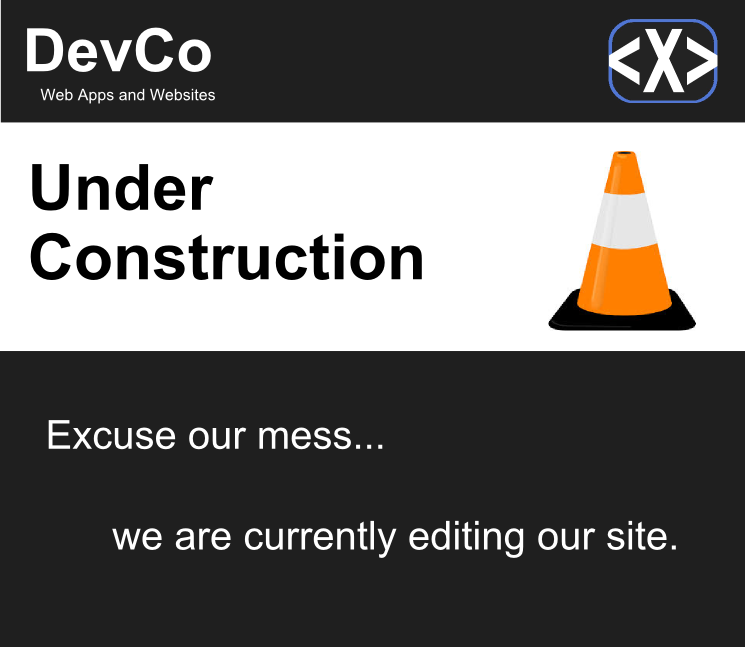 DevCo
<X>
Web Apps and Websites
Under
Construction
Excuse our mess...
we are currently editing our site.